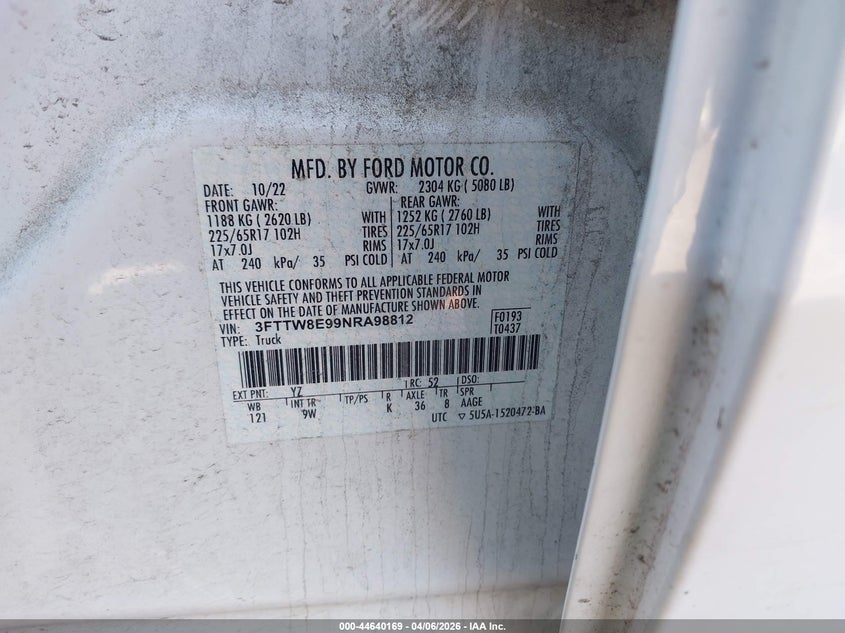 MFD. BY FORD MOTOR CO.
DATE: 10/22 GVWR: 2304 KG ( 5080 LB)
FRONT GAWR: REAR GAWR:
1188 KG ( 2620 LB) WITH 1252 KG ( 2760 LB) WITH
225/65R17 102H TIRES 225/65R17 102H TIRES
17x7.0J RIMS 17x7.0J RIMS
AT 240 kPa/ 35 PSI COLD AT 240 kPa/ 35 PSI COLD
THIS VEHICLE CONFORMS TO ALL APPLICABLE FEDERAL MOTOR
VEHICLE SAFETY AND THEFT PREVENTION STANDARDS IN
EFFECT ON THE DATE OF MANUFACTURE SHOWN ABOVE.
VIN: 3FTTW8E99NRA98812 F0193
TYPE: Truck T0437
EXT PNT: YZ RC: 52 DSO:
WB INT TR TP/PS R AXLE TR SPR
121 9W K 36 8 AAGE
UTC ▽ 5U5A-1520472-BA
000-44640169 - 04/06/2026 - IAA Inc.